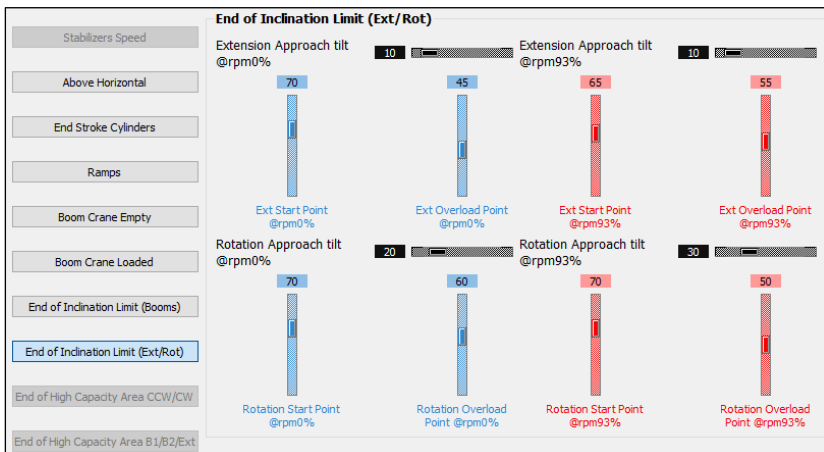 Stabilizers Speed
Above Horizontal
End Stroke Cylinders
Ramps
Boom Crane Empty
Boom Crane Loaded
End of Inclination Limit (Booms)
End of Inclination Limit (Ext/Rot)
End of High Capacity Area CCW/CW
End of High Capacity Area B1/B2/Ext
End of Inclination Limit (Ext/Rot)
Extension Approach tilt
@rpm0%
10
Extension Approach tilt
@rpm93%
10
70
45
65
55
Ext Start Point
@rpm0%
Ext Overload Point
@rpm0%
Ext Start Point
@rpm93%
Ext Overload Point
@rpm93%
Rotation Approach tilt
@rpm0%
20
Rotation Approach tilt
@rpm93%
30
70
60
70
50
Rotation Start Point
@rpm0%
Rotation Overload
Point @rpm0%
Rotation Start Point
@rpm93%
Rotation Overload
Point @rpm93%